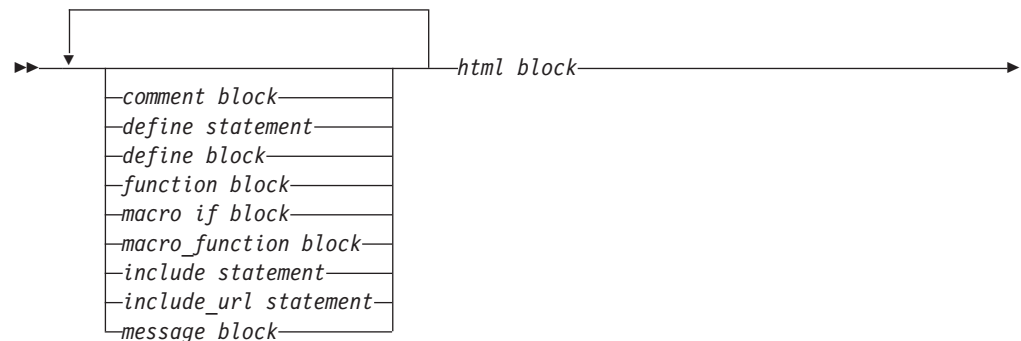 html block
comment block
define statement
define block
function block
macro if block
macro_function block
include statement
include_url statement
message block